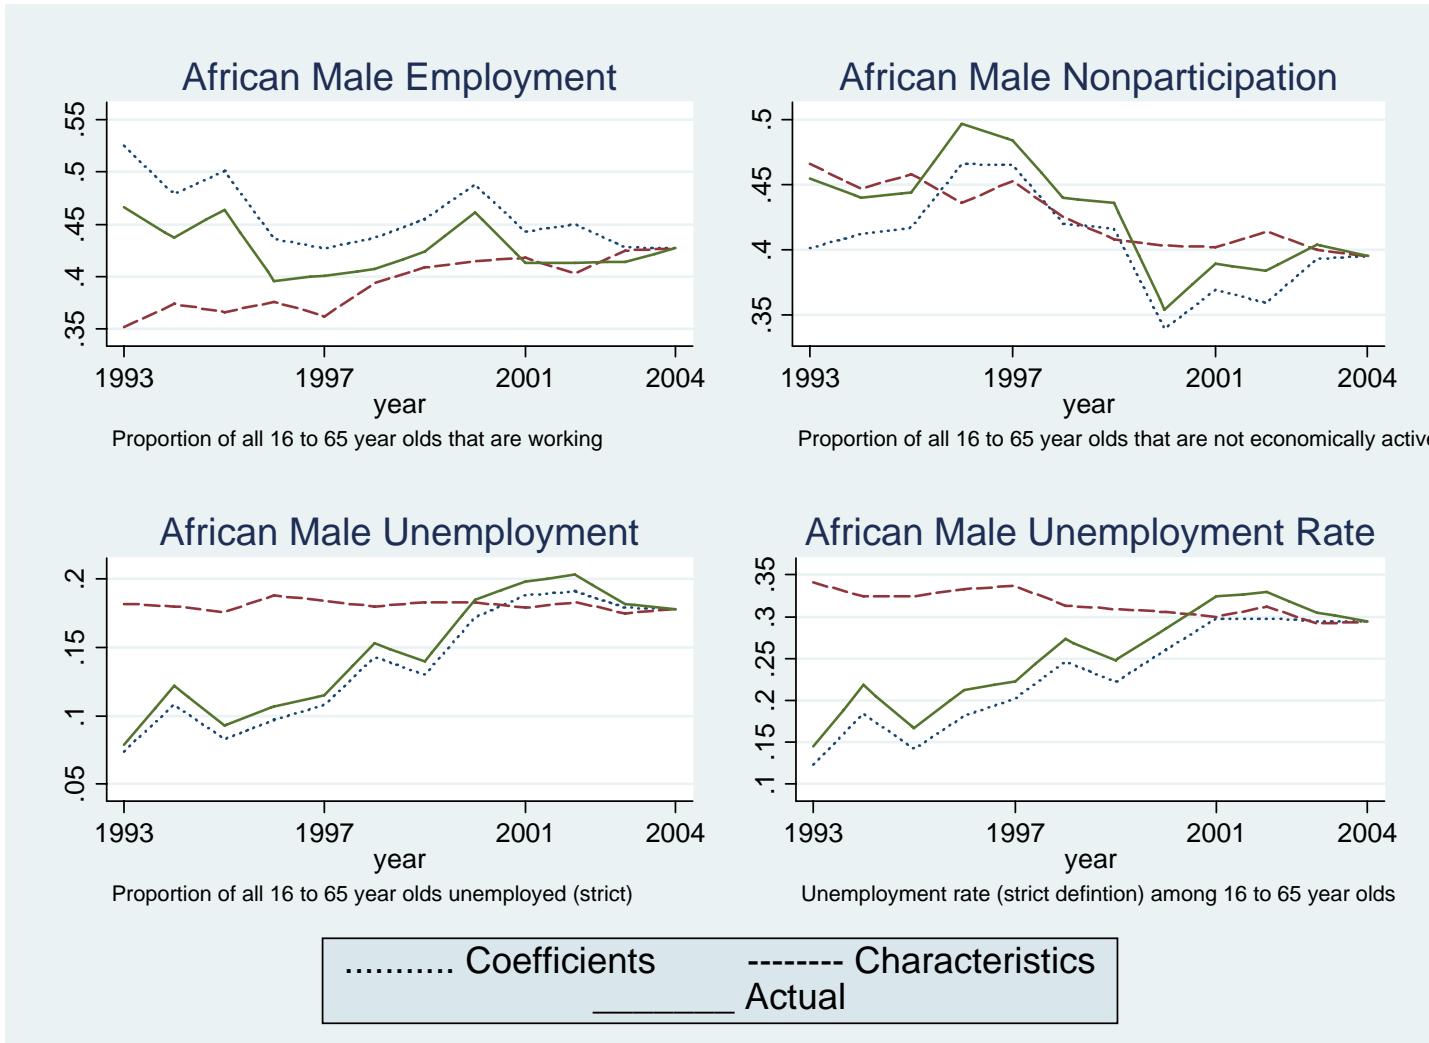 African Male Employment
.55
.5
.45
.4
.35
1993 1997 2001 2004
year
Proportion of all 16 to 65 year olds that are working
African Male Nonparticipation
.5
.45
.4
.35
1993 1997 2001 2004
year
Proportion of all 16 to 65 year olds that are not economically active
African Male Unemployment
.2
.15
.1
.05
1993 1997 2001 2004
year
Proportion of all 16 to 65 year olds unemployed (strict)
African Male Unemployment Rate
.35
.3
.25
.2
.15
.1
1993 1997 2001 2004
year
Unemployment rate (strict defintion) among 16 to 65 year olds
........... Coefficients -------- Characteristics
_______ Actual